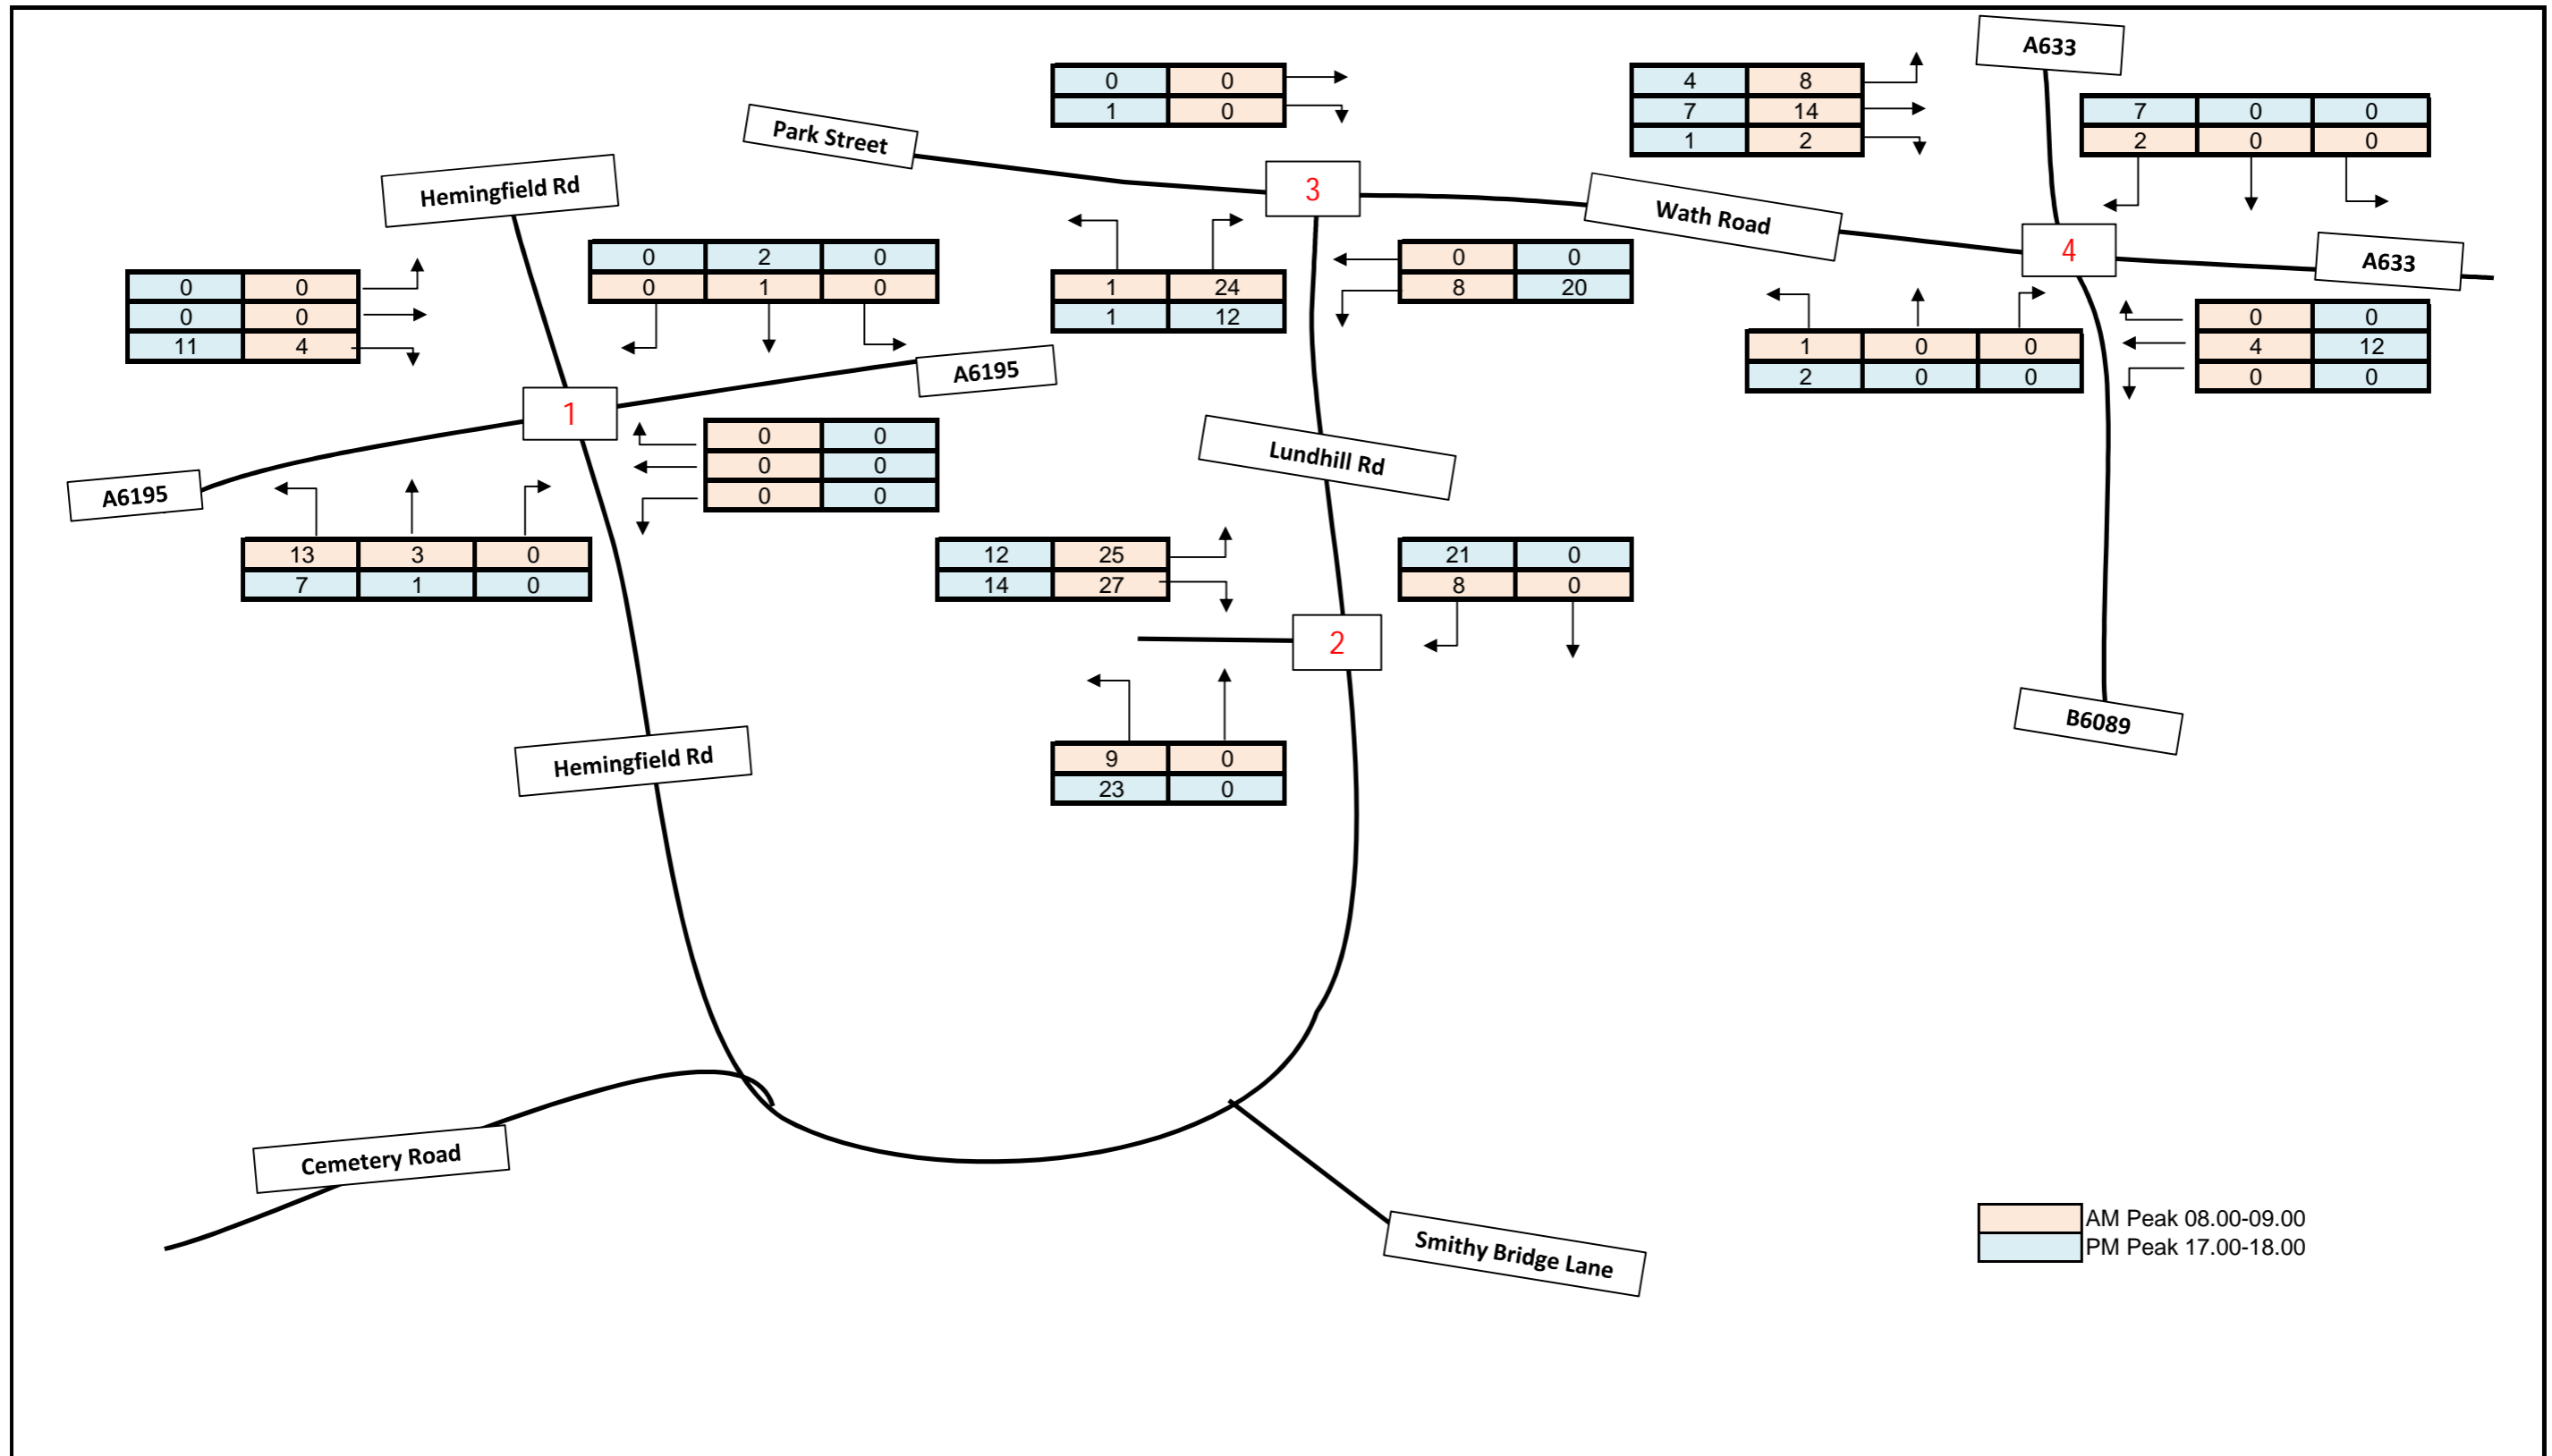 A633
0 0
1 0
4 8
7 14
1 2
7 0 0
2 0 0
Park Street
Hemingfield Rd
3
Wath Road
4
A633
0 0
0 0
11 4
0 2 0
0 1 0
1 24
1 12
0 0
8 20
1 0 0
2 0 0
0 0
4 12
0 0
A6195
1
A6195
0 0
0 0
0 0
Lundhill Rd
13 3 0
7 1 0
12 25
14 27
21 0
8 0
2
B6089
Hemingfield Rd
9 0
23 0
Cemetery Road
Smithy Bridge Lane
AM Peak 08.00-09.00
PM Peak 17.00-18.00